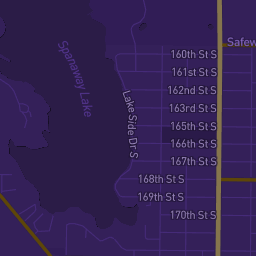 Safew
160th St S
Spanaway Lake
161st St S
162nd St S
Lake Side Dr S
163rd St S
165th St S
166th St S
167th St S
168th St S
169th St S
170th St S